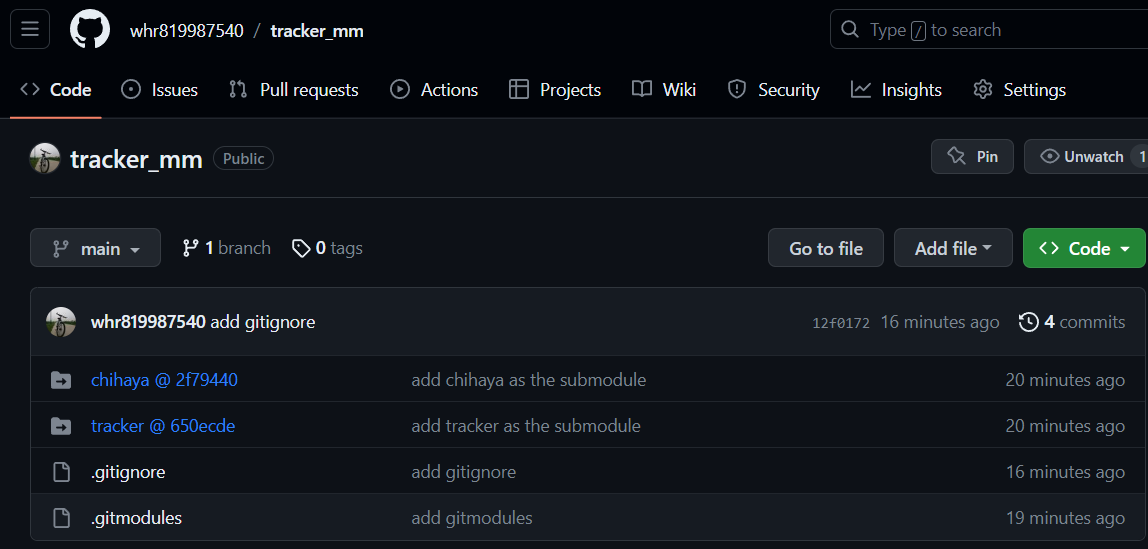 whr819987540 / tracker_mm Type / to search
Code Issues Pull requests Actions Projects Wiki Security Insights Settings
tracker_mm Public Pin Unwatch 1
main 1 branch 0 tags Go to file Add file Code
whr819987540 add gitignore 12f0172 16 minutes ago 4 commits
chihaya @ 2f79440 add chihaya as the submodule 20 minutes ago
tracker @ 650ecde add tracker as the submodule 20 minutes ago
.gitignore add gitignore 16 minutes ago
.gitmodules add gitmodules 19 minutes ago